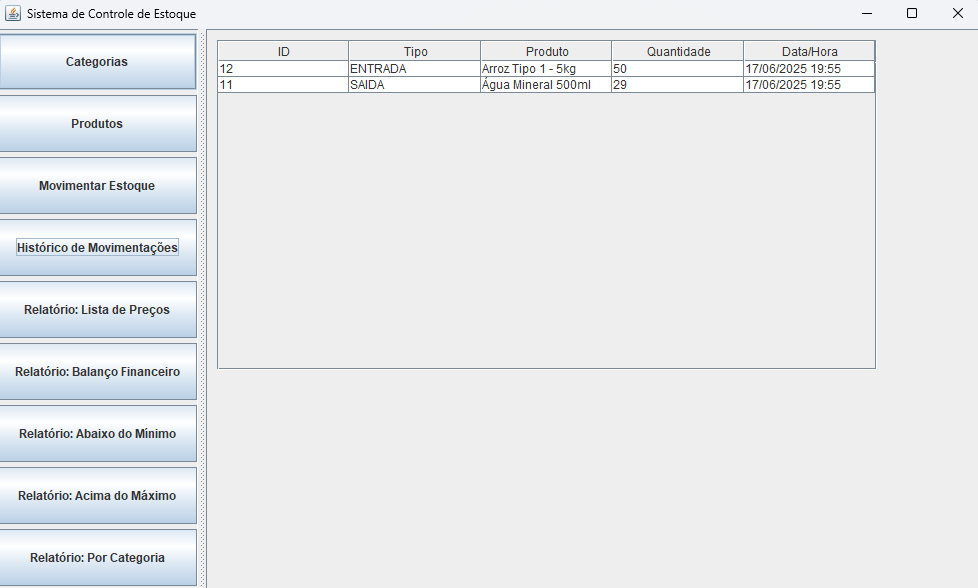 Sistema de Controle de Estoque
Categorias
Produtos
Movimentar Estoque
Histórico de Movimentações
Relatório: Lista de Preços
Relatório: Balanço Financeiro
Relatório: Abaixo do Mínimo
Relatório: Acima do Máximo
Relatório: Por Categoria
ID Tipo Produto Quantidade Data/Hora
12 ENTRADA Arroz Tipo 1 - 5kg 50 17/06/2025 19:55
11 SAIDA Água Mineral 500ml 29 17/06/2025 19:55